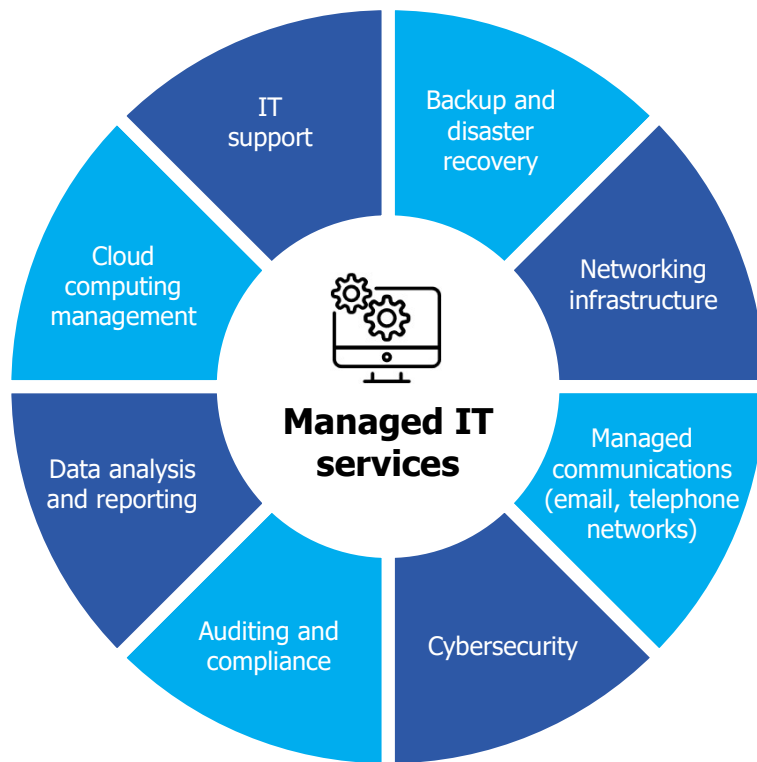 IT
support
Backup and
disaster
recovery
Networking
infrastructure
Managed
communications
(email, telephone
networks)
Cybersecurity
Auditing and
compliance
Data analysis
and reporting
Cloud
computing
management
Managed IT
services